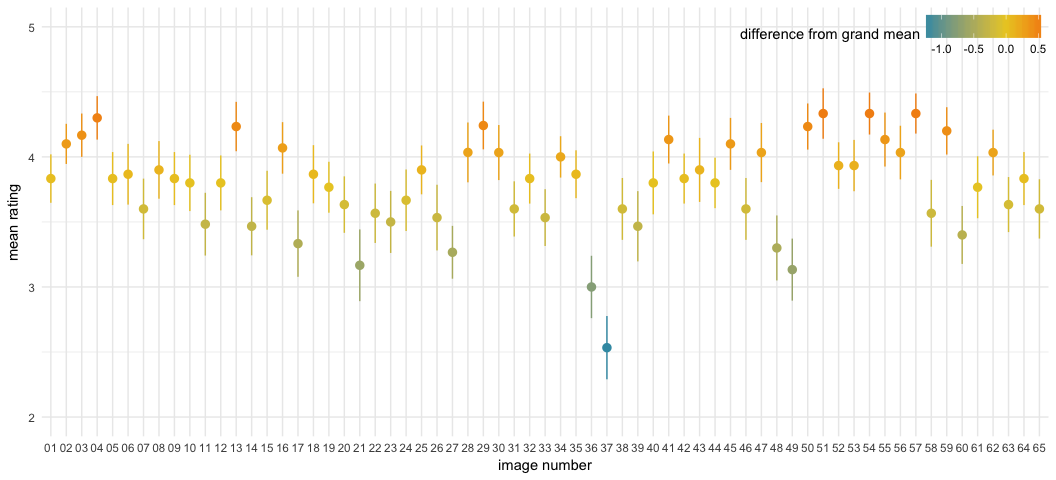 5
difference from grand mean
-1.0 -0.5 0.0 0.5
4
mean rating
3
2
01 02 03 04 05 06 07 08 09 10 11 12 13 14 15 16 17 18 19 20 21 22 23 24 25 26 27 28 29 30 31 32 33 34 35 36 37 38 39 40 41 42 43 44 45 46 47 48 49 50 51 52 53 54 55 56 57 58 59 60 61 62 63 64 65
image number